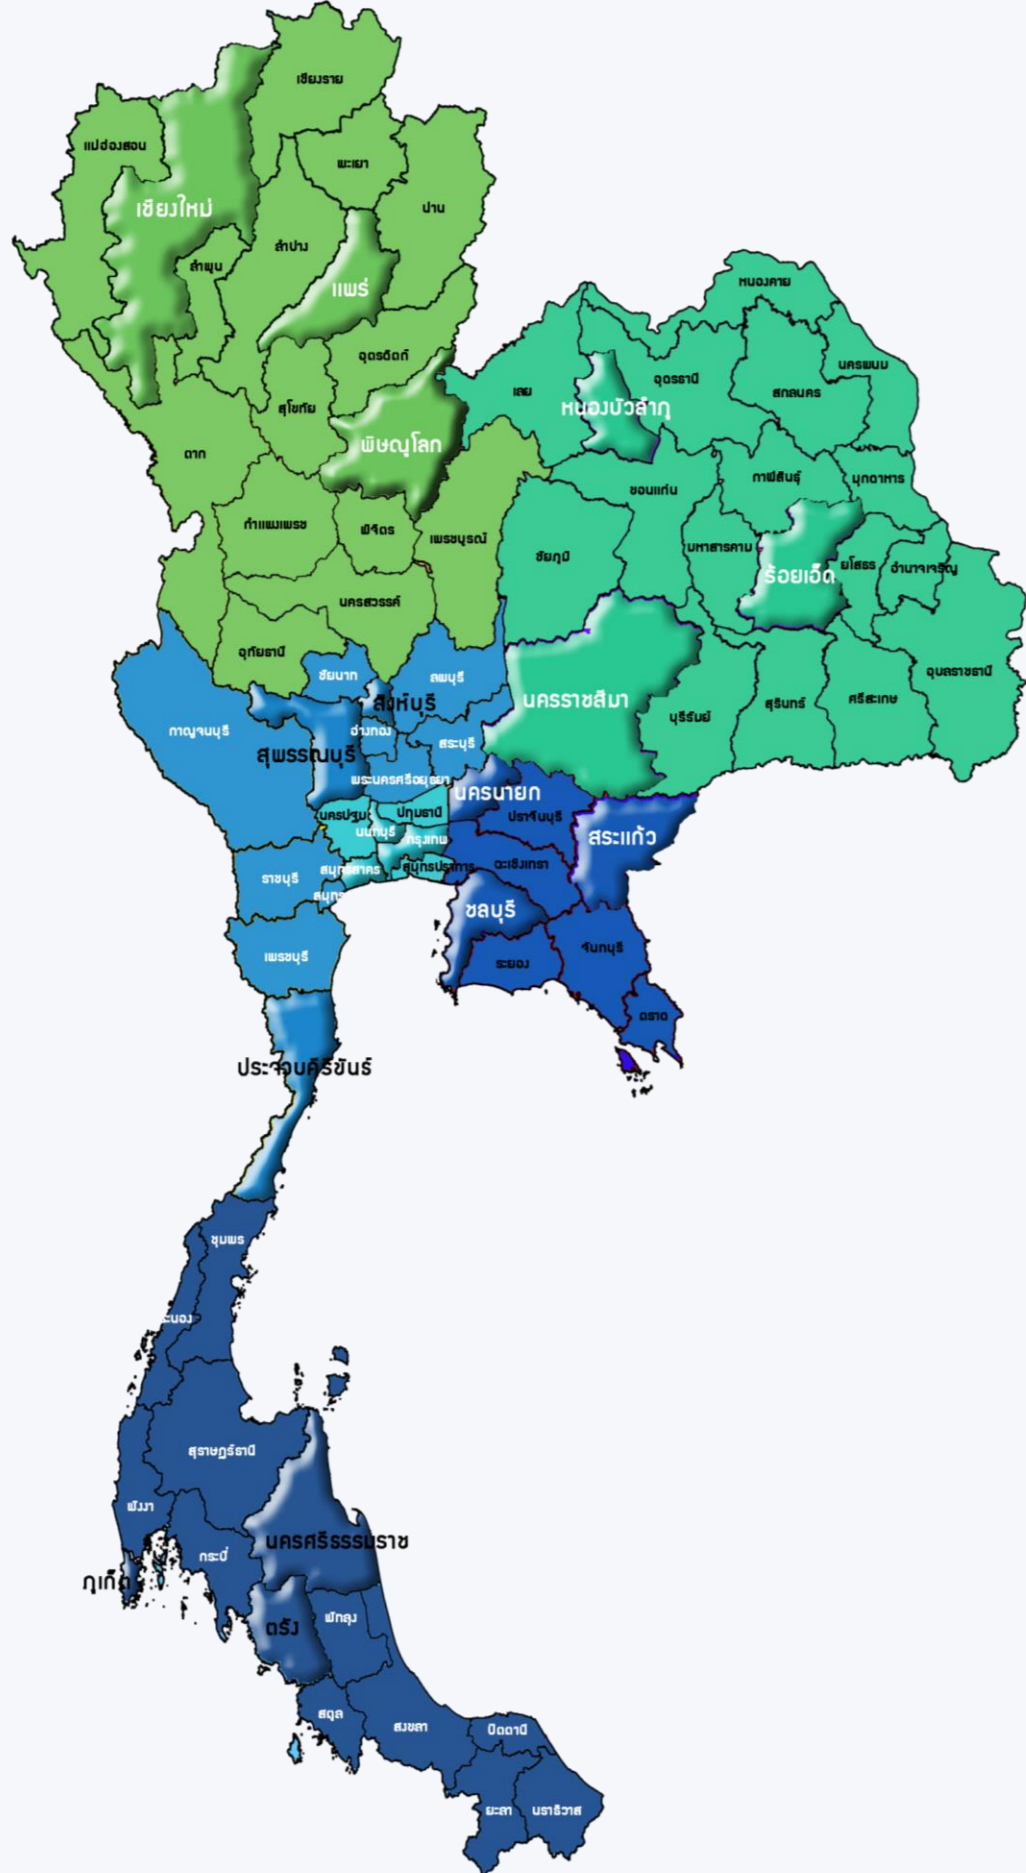 เชียงราย
แม่ฮ่องสอน
พะเยา
เชียงใหม่
น่าน
ลำปาง
ลำพูน
แพร่
หนองคาย
อุตรดิตถ์
นครพนม
อุดรธานี
เลย
สกลนคร
สุโขทัย
หนองบัวลำภู
พิษณุโลก
ตาก
กาฬสินธุ์
มุกดาหาร
ขอนแก่น
กำแพงเพชร
พิจิตร
เพชรบูรณ์
มหาสารคาม
ชัยภูมิ
ยโสธร
อำนาจเจริญ
ร้อยเอ็ด
นครสวรรค์
อุทัยธานี
ชัยนาท
ลพบุรี
อุบลราชธานี
สิงห์บุรี
นครราชสีมา
ศรีสะเกษ
สุรินทร์
บุรีรัมย์
กาญจนบุรี
อ่างทอง
สระบุรี
สุพรรณบุรี
พระนครศรีอยุธยา
นครนายก
นครปฐม
ปทุมธานี
ปราจีนบุรี
นนทบุรี
กรุงเทพ
สระแก้ว
ฉะเชิงเทรา
สมุทรสาคร
สมุทรปราการ
ราชบุรี
สมุทร
ชลบุรี
จันทบุรี
เพชรบุรี
ระยอง
ตราด
ประจวบคีรีขันธ์
ชุมพร
ะนอง
สุราษฎร์ธานี
พังงา
นครศรีธรรมราช
กระบี่
ภูเก็ต
พัทลุง
ตรัง
สตูล
สงขลา
ปัตตานี
ยะลา
นราธิวาส